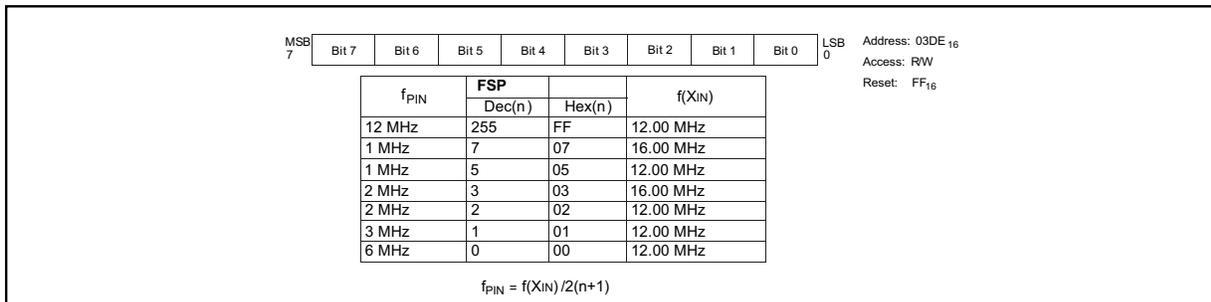 MSB 7 Bit 7 Bit 6 Bit 5 Bit 4 Bit 3 Bit 2 Bit 1 Bit 0 LSB 0
Address: 03DE16
Access: R/W
Reset: FF16
fPIN FSP f(XIN)
Dec(n) Hex(n)
12 MHz 255 FF 12.00 MHz
1 MHz 7 07 16.00 MHz
1 MHz 5 05 12.00 MHz
2 MHz 3 03 16.00 MHz
2 MHz 2 02 12.00 MHz
3 MHz 1 01 12.00 MHz
6 MHz 0 00 12.00 MHz
fPIN = f(XIN) /2(n+1)